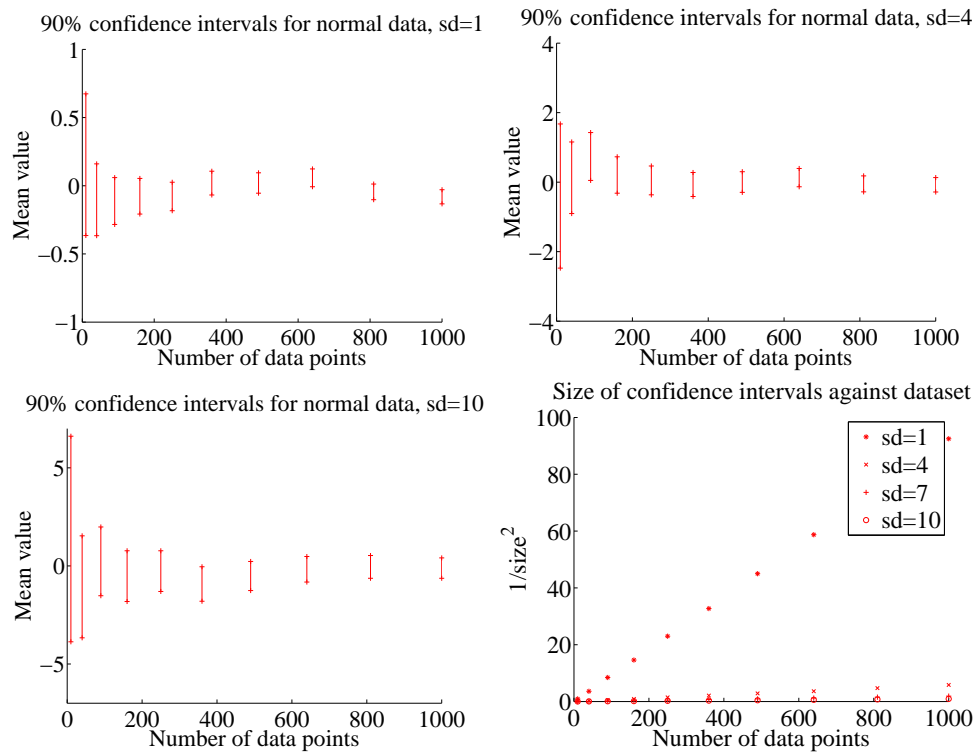 90% confidence intervals for normal data, sd=1
1
0.5
0
−0.5
−1
Mean value
0 200 400 600 800 1000
Number of data points
90% confidence intervals for normal data, sd=4
4
2
0
−2
−4
Mean value
0 200 400 600 800 1000
Number of data points
90% confidence intervals for normal data, sd=10
5
0
−5
Mean value
0 200 400 600 800 1000
Number of data points
Size of confidence intervals against dataset
100
80
60
40
20
0
1/size²
sd=1
sd=4
sd=7
sd=10
0 200 400 600 800 1000
Number of data points